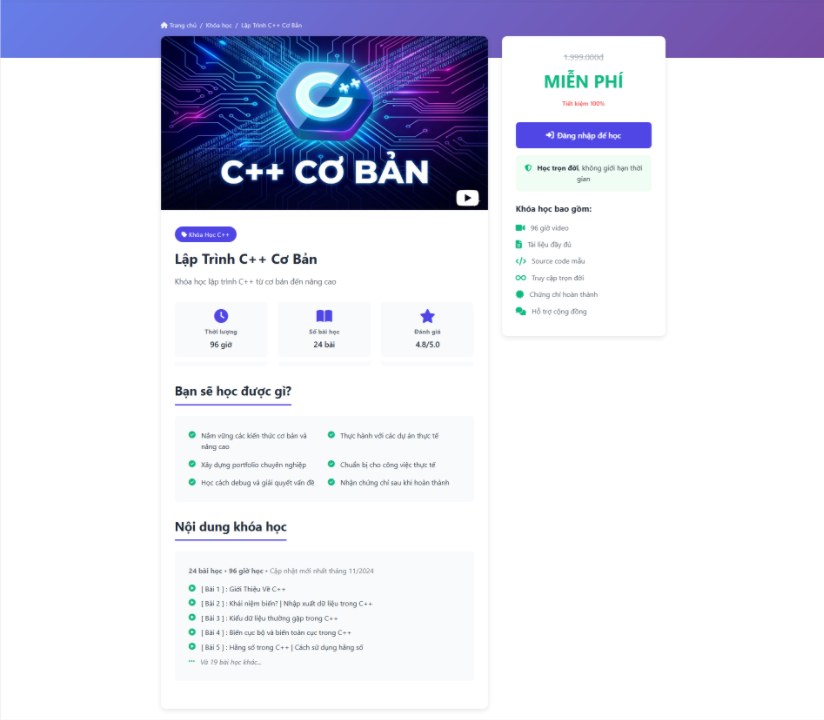 Trang chủ / Khóa học / Lập Trình C++ Cơ Bản
C++
C++ CƠ BẢN
Khóa Học C++
Lập Trình C++ Cơ Bản
Khóa học lập trình C++ từ cơ bản đến nâng cao
Thời lượng
96 giờ
Số bài học
24 bài
Đánh giá
4.8/5.0
Bạn sẽ học được gì?
Nắm vững các kiến thức cơ bản và
nâng cao
Thực hành với các dự án thực tế
Xây dựng portfolio chuyên nghiệp
Chuẩn bị cho công việc thực tế
Học cách debug và giải quyết vấn đề
Nhận chứng chỉ sau khi hoàn thành
Nội dung khóa học
24 bài học • 96 giờ học • Cập nhật mới nhất tháng 11/2024
[ Bài 1 ] : Giới Thiệu Về C++
[ Bài 2 ] : Khái niệm biến? | Nhập xuất dữ liệu trong C++
[ Bài 3 ] : Kiểu dữ liệu thường gặp trong C++
[ Bài 4 ] : Biến cục bộ và biến toàn cục trong C++
[ Bài 5 ] : Hằng số trong C++ | Cách sử dụng hằng số
Và 19 bài học khác...
1.999.000đ
MIỄN PHÍ
Tiết kiệm 100%
Đăng nhập để học
Học trọn đời, không giới hạn thời
gian
Khóa học bao gồm:
96 giờ video
Tài liệu đầy đủ
Source code mẫu
Truy cập trọn đời
Chứng chỉ hoàn thành
Hỗ trợ cộng đồng